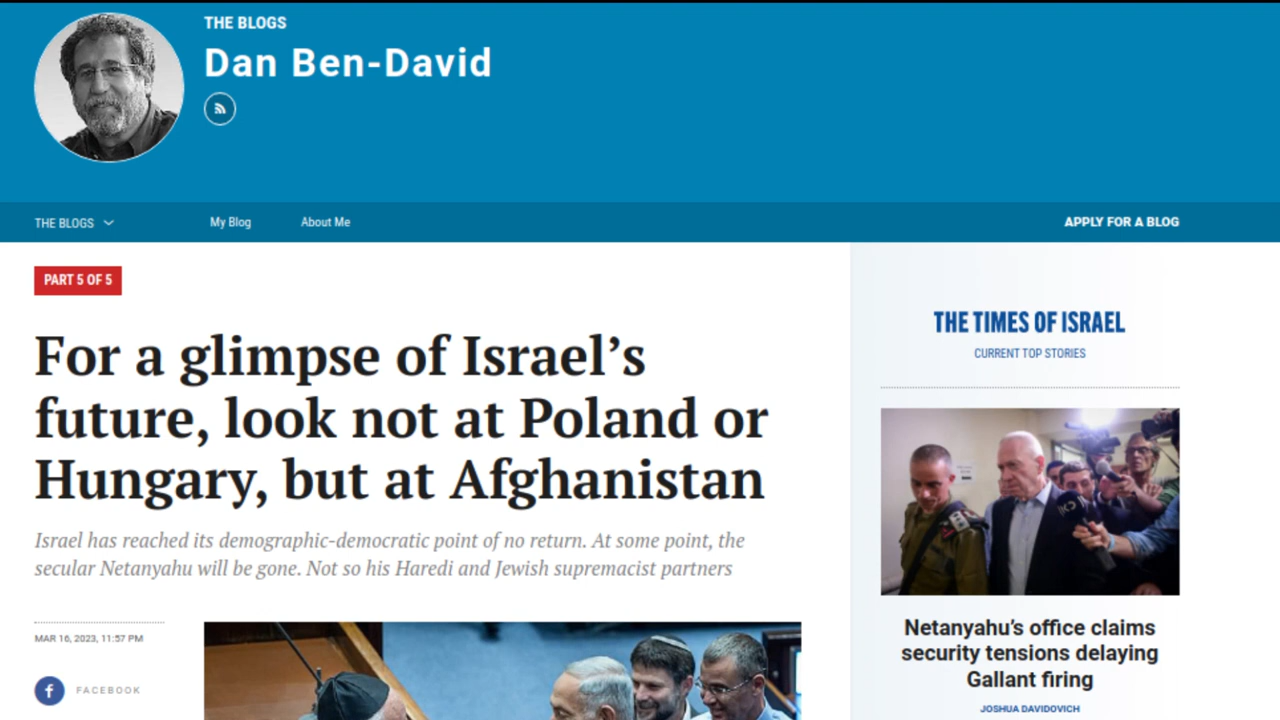 THE BLOGS
Dan Ben-David
THE BLOGS
My Blog
About Me
APPLY FOR A BLOG
PART 5 OF 5
For a glimpse of Israel’s
future, look not at Poland or
Hungary, but at Afghanistan
Israel has reached its demographic-democratic point of no return. At some point, the
secular Netanyahu will be gone. Not so his Haredi and Jewish supremacist partners
MAR 16, 2023, 11:57 PM
f FACEBOOK
THE TIMES OF ISRAEL
CURRENT TOP STORIES
Netanyahu’s office claims
security tensions delaying
Gallant firing
JOSHUA DAVIDOVICH